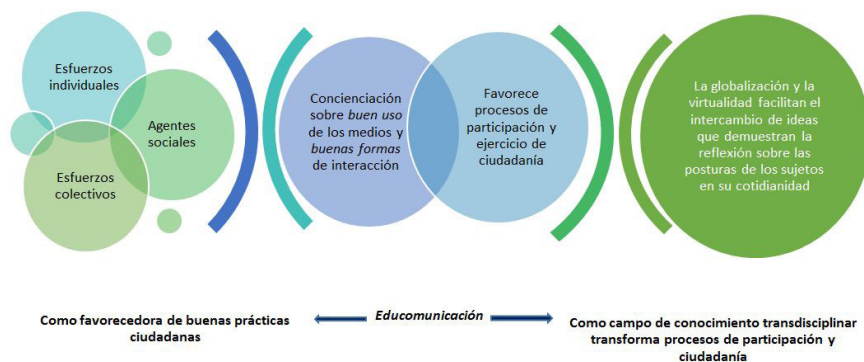 Esfuerzos
individuales
Agentes
sociales
Esfuerzos
colectivos
Concienciación
sobre buen uso
de los medios y
buenas formas
de interacción
Favorece
procesos de
participación y
ejercicio de
ciudadanía
La globalización y la
virtualidad facilitan el
intercambio de ideas
que demuestran la
reflexión sobre las
posturas de los sujetos
en su cotidianidad
Como favorecedora de buenas prácticas
ciudadanas
Educomunicación
Como campo de conocimiento transdisciplinar
transforma procesos de participación y
ciudadanía